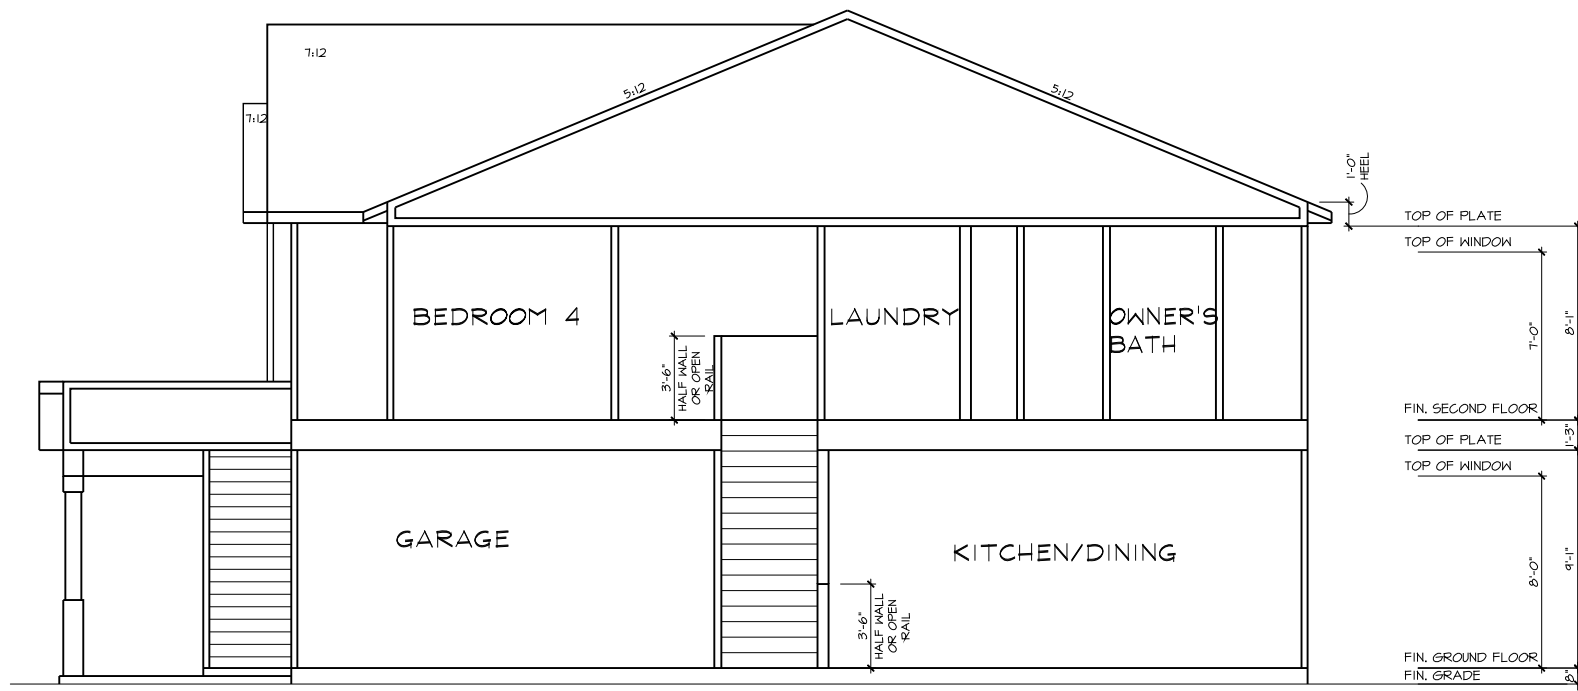 7:12
7:12
5:12
5:12
1'-0"
HEEL
TOP OF PLATE
TOP OF WINDOW
BEDROOM 4
LAUNDRY
OWNER'S
BATH
7'-0"
8'-1"
3'-6"
HALF WALL
OR OPEN
RAIL
FIN. SECOND FLOOR
1'-3"
TOP OF PLATE
TOP OF WINDOW
GARAGE
KITCHEN/DINING
8'-0"
9'-1"
3'-6"
HALF WALL
OR OPEN
RAIL
FIN. GROUND FLOOR
FIN. GRADE
8"